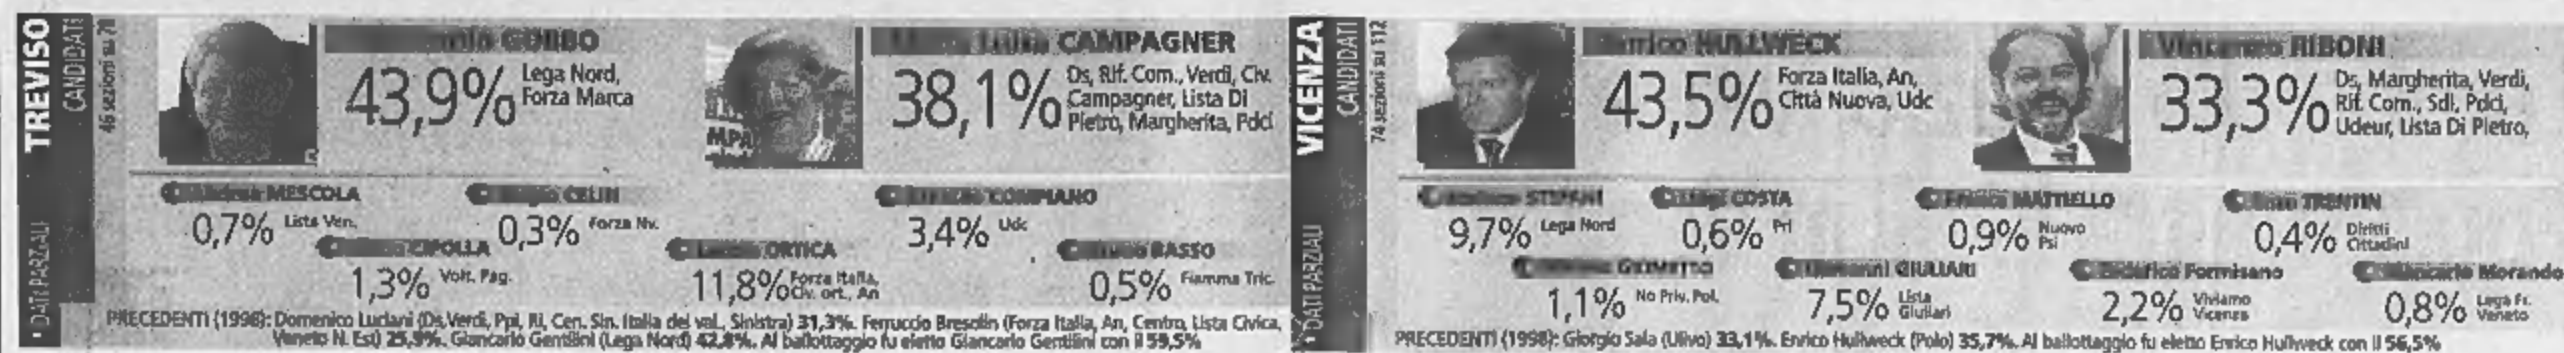 TREVISO
CANDIDATI
46 sezioni su 78
• DATI PARZIALI
GOBBO
43,9% Lega Nord,
Forza Marca
CAMPAGNER
38,1% Ds, Rif. Com., Verdi, Civ.
Campagner, Lista Di
Pietro, Margherita, Pdci
MESCOLA
0,7% Lista Ven.
CELIN
0,3% Forza Nv.
COMPIANO
3,4% Udc
CIPOLLA
1,3% Volt. Pag.
ORTICA
11,8% Forza Italia,
Civ. ort., An
BASSO
0,5% Fiamma Tric.
PRECEDENTI (1998): Domenico Luciani (Ds, Verdi, Ppi, Ri, Cen. Sin. Italia dei val., Sinistra) 31,3%. Ferruccio Bresolin (Forza Italia, An, Centro, Lista Civica,
Veneto N. Est) 25,9%. Giancarlo Gentilini (Lega Nord) 42,8%. Al ballottaggio fu eletto Giancarlo Gentilini con il 59,5%
VICENZA
CANDIDATI
74 sezioni su 112
• DATI PARZIALI
Enrico HULLWECK
43,5% Forza Italia, An,
Città Nuova, Udc
Vincenzo RIBONI
33,3% Ds, Margherita, Verdi,
Rif. Com., Sdi, Pdci,
Udeur, Lista Di Pietro,
STEFANI
9,7% Lega Nord
COSTA
0,6% Pri
MATTIELLO
0,9% Nuovo
Psi
TRENTIN
0,4% Diritti
Cittadini
1,1% No Priv. Pol.
GIULIARI
7,5% Lista
Giuliari
Formisano
2,2% Viviamo
Vicenza
Giancarlo Morando
0,8% Lega Fr.
Veneto
PRECEDENTI (1998): Giorgio Sala (Ulivo) 33,1%. Enrico Hullweck (Polo) 35,7%. Al ballottaggio fu eletto Enrico Hullweck con il 56,5%